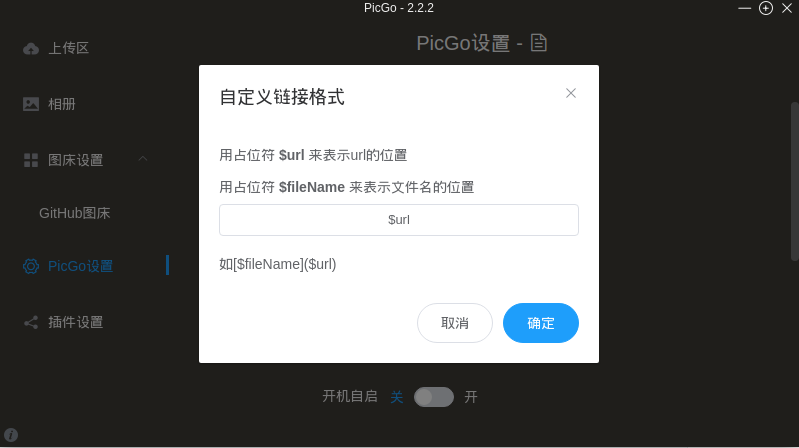 PicGo - 2.2.2
上传区
相册
图床设置
GitHub图床
PicGo设置
插件设置
PicGo设置 -
自定义链接格式
用占位符 $url 来表示url的位置
用占位符 $fileName 来表示文件名的位置
$url
如[$fileName]($url)
取消 确定
开机自启 关 开